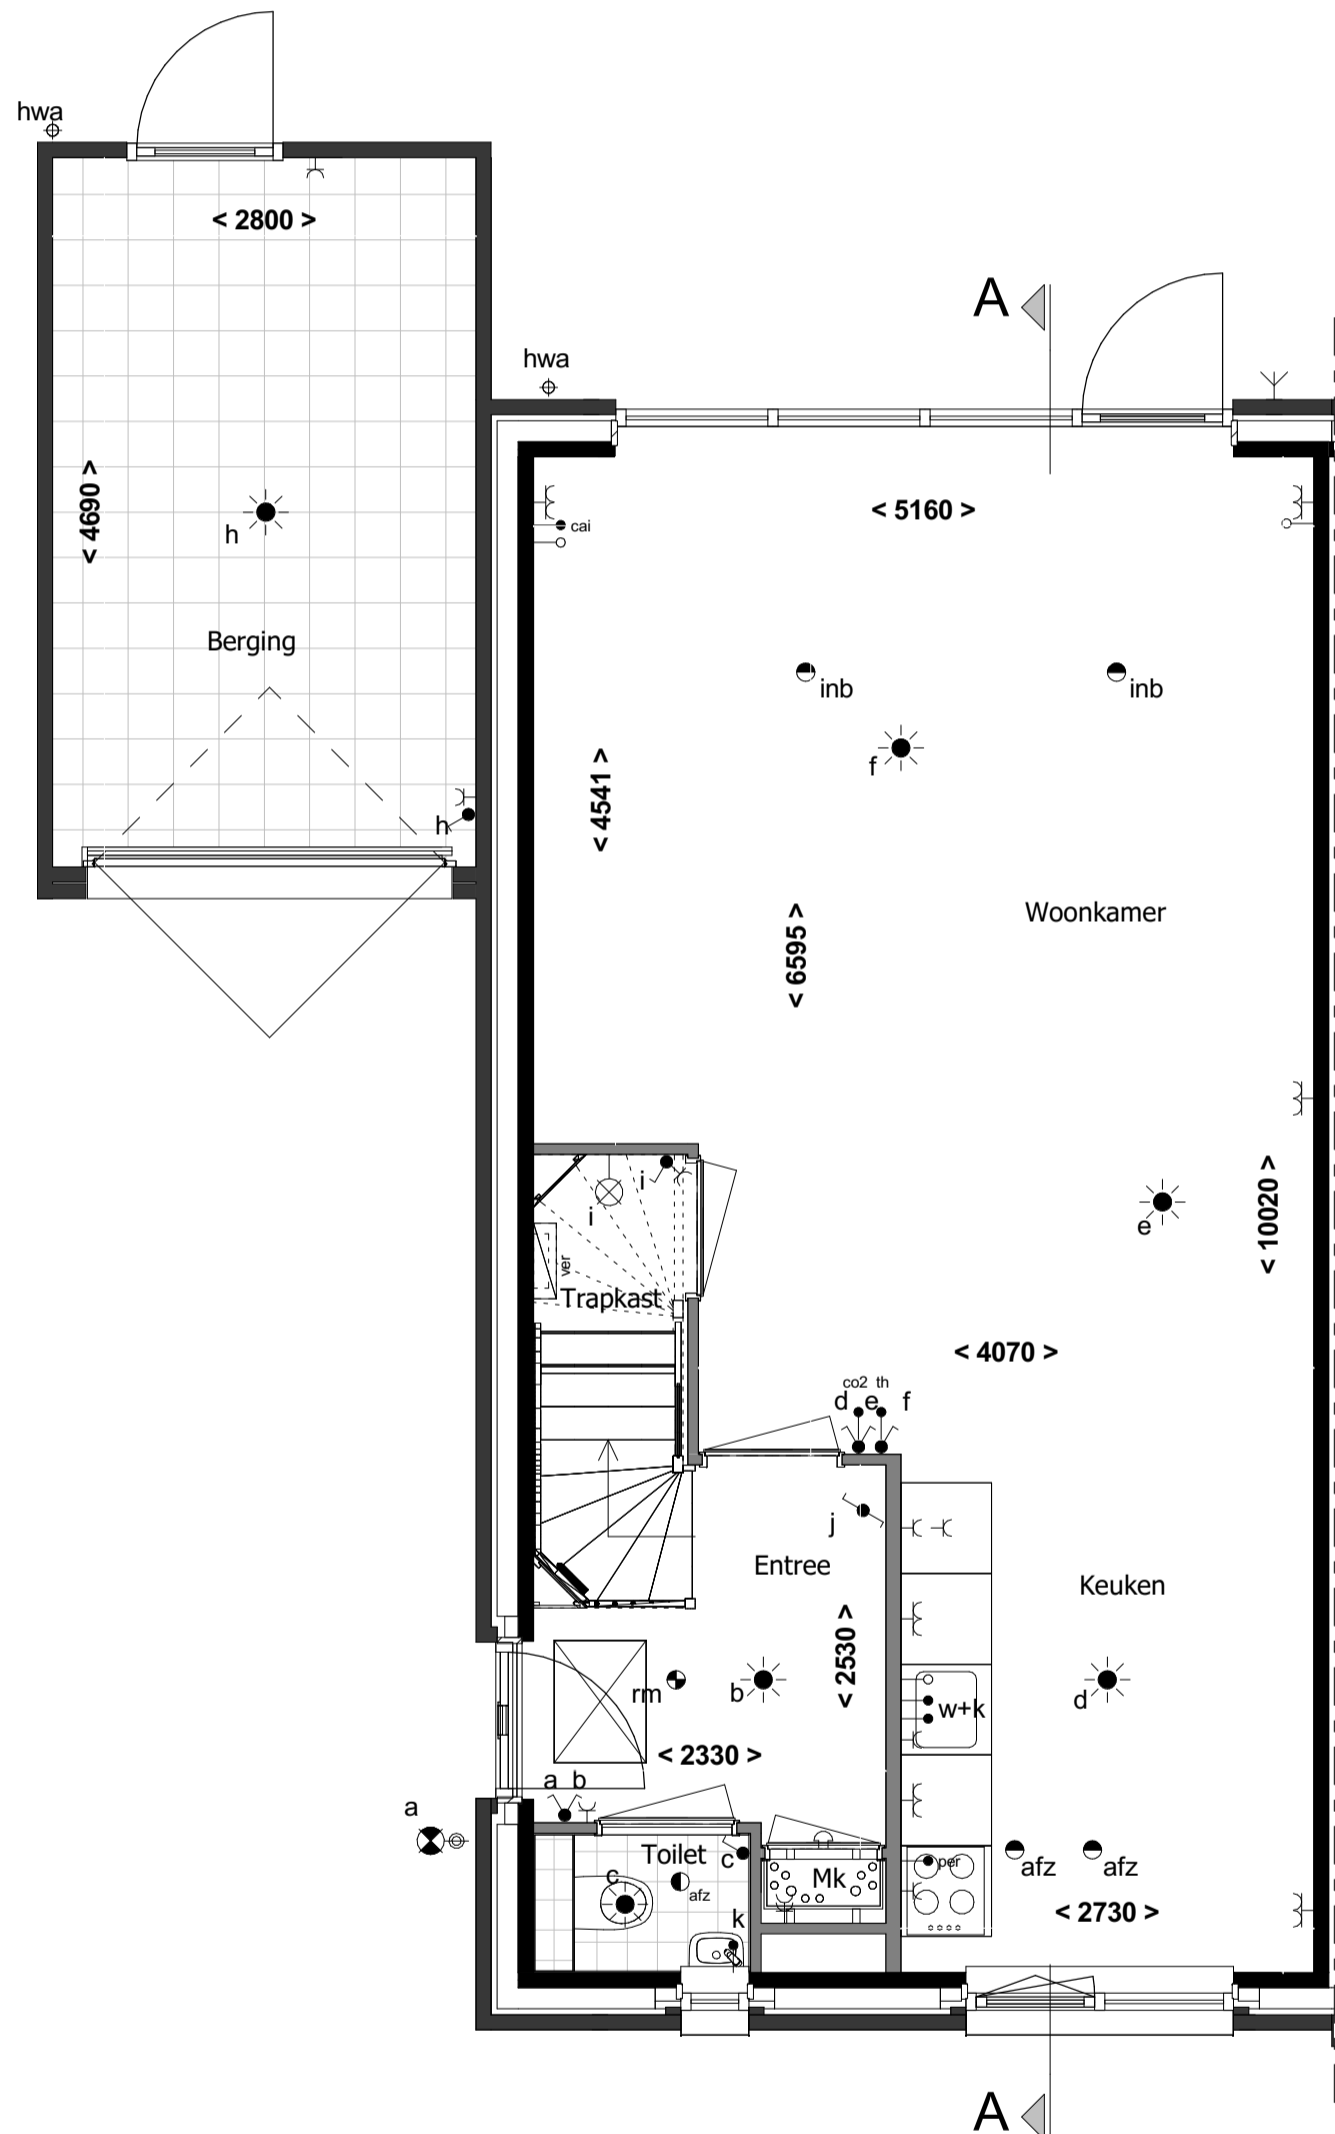 hwa
< 2800 >
A
hwa
< 4690 >
h
cai
< 5160 >
Berging
inb
inb
f
< 4541 >
h
Woonkamer
< 6595 >
i
i
e
< 10020 >
ver
Trapkast
< 4070 >
co2 th
d e f
j
Entree
Keuken
< 2530 >
rm
b
w+k
d
< 2330 >
a b
a
Toilet
c
c
afz
Mk
per
afz
afz
k
< 2730 >
A